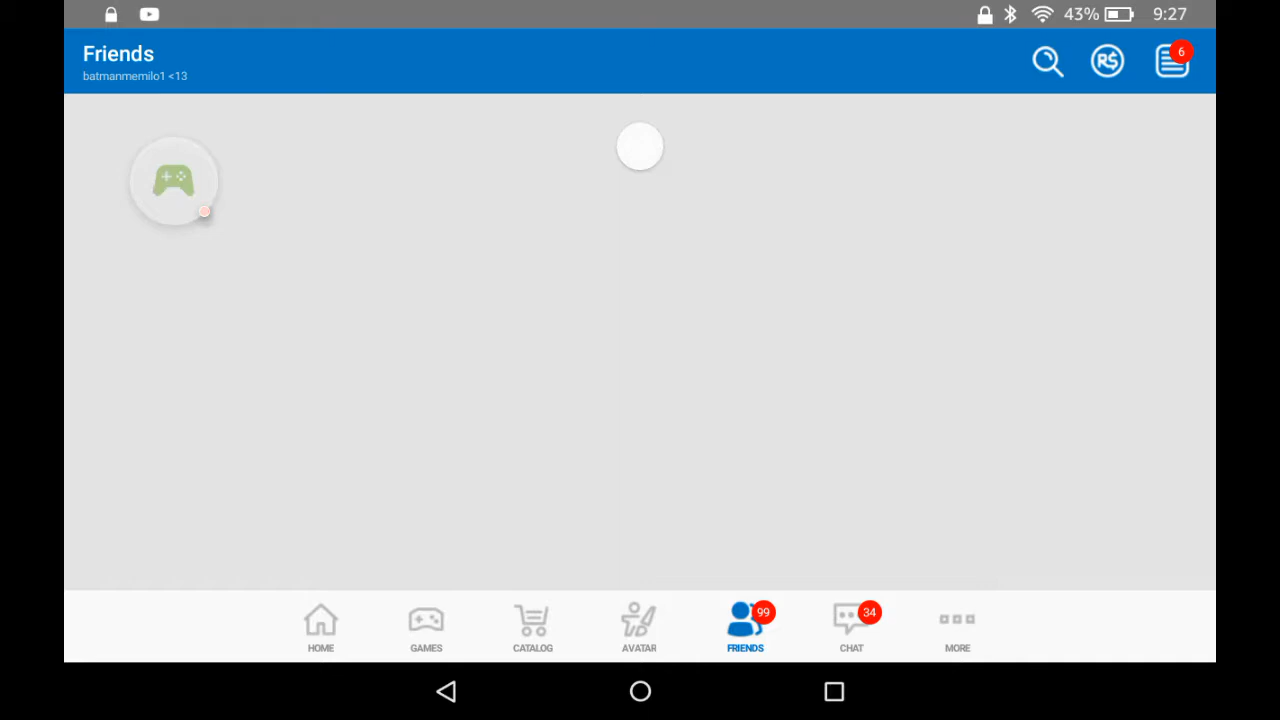 43% 9:27
Friends
batmanmemilo1 <13
R$ 6
99 34
HOME GAMES CATALOG AVATAR FRIENDS CHAT MORE